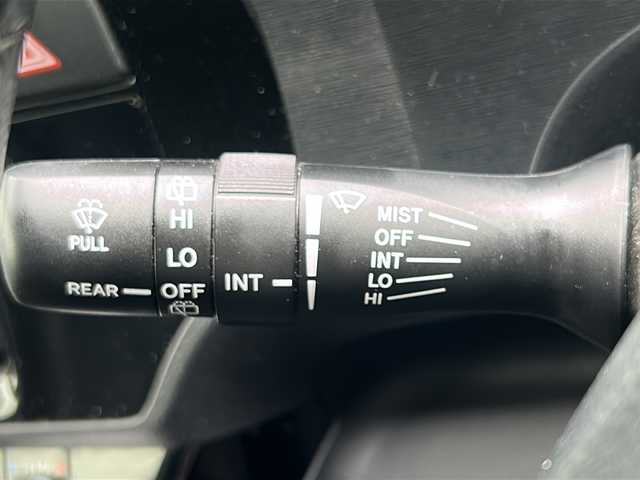 PULL
REAR
HI
LO
OFF
INT
MIST
OFF
INT
LO
HI